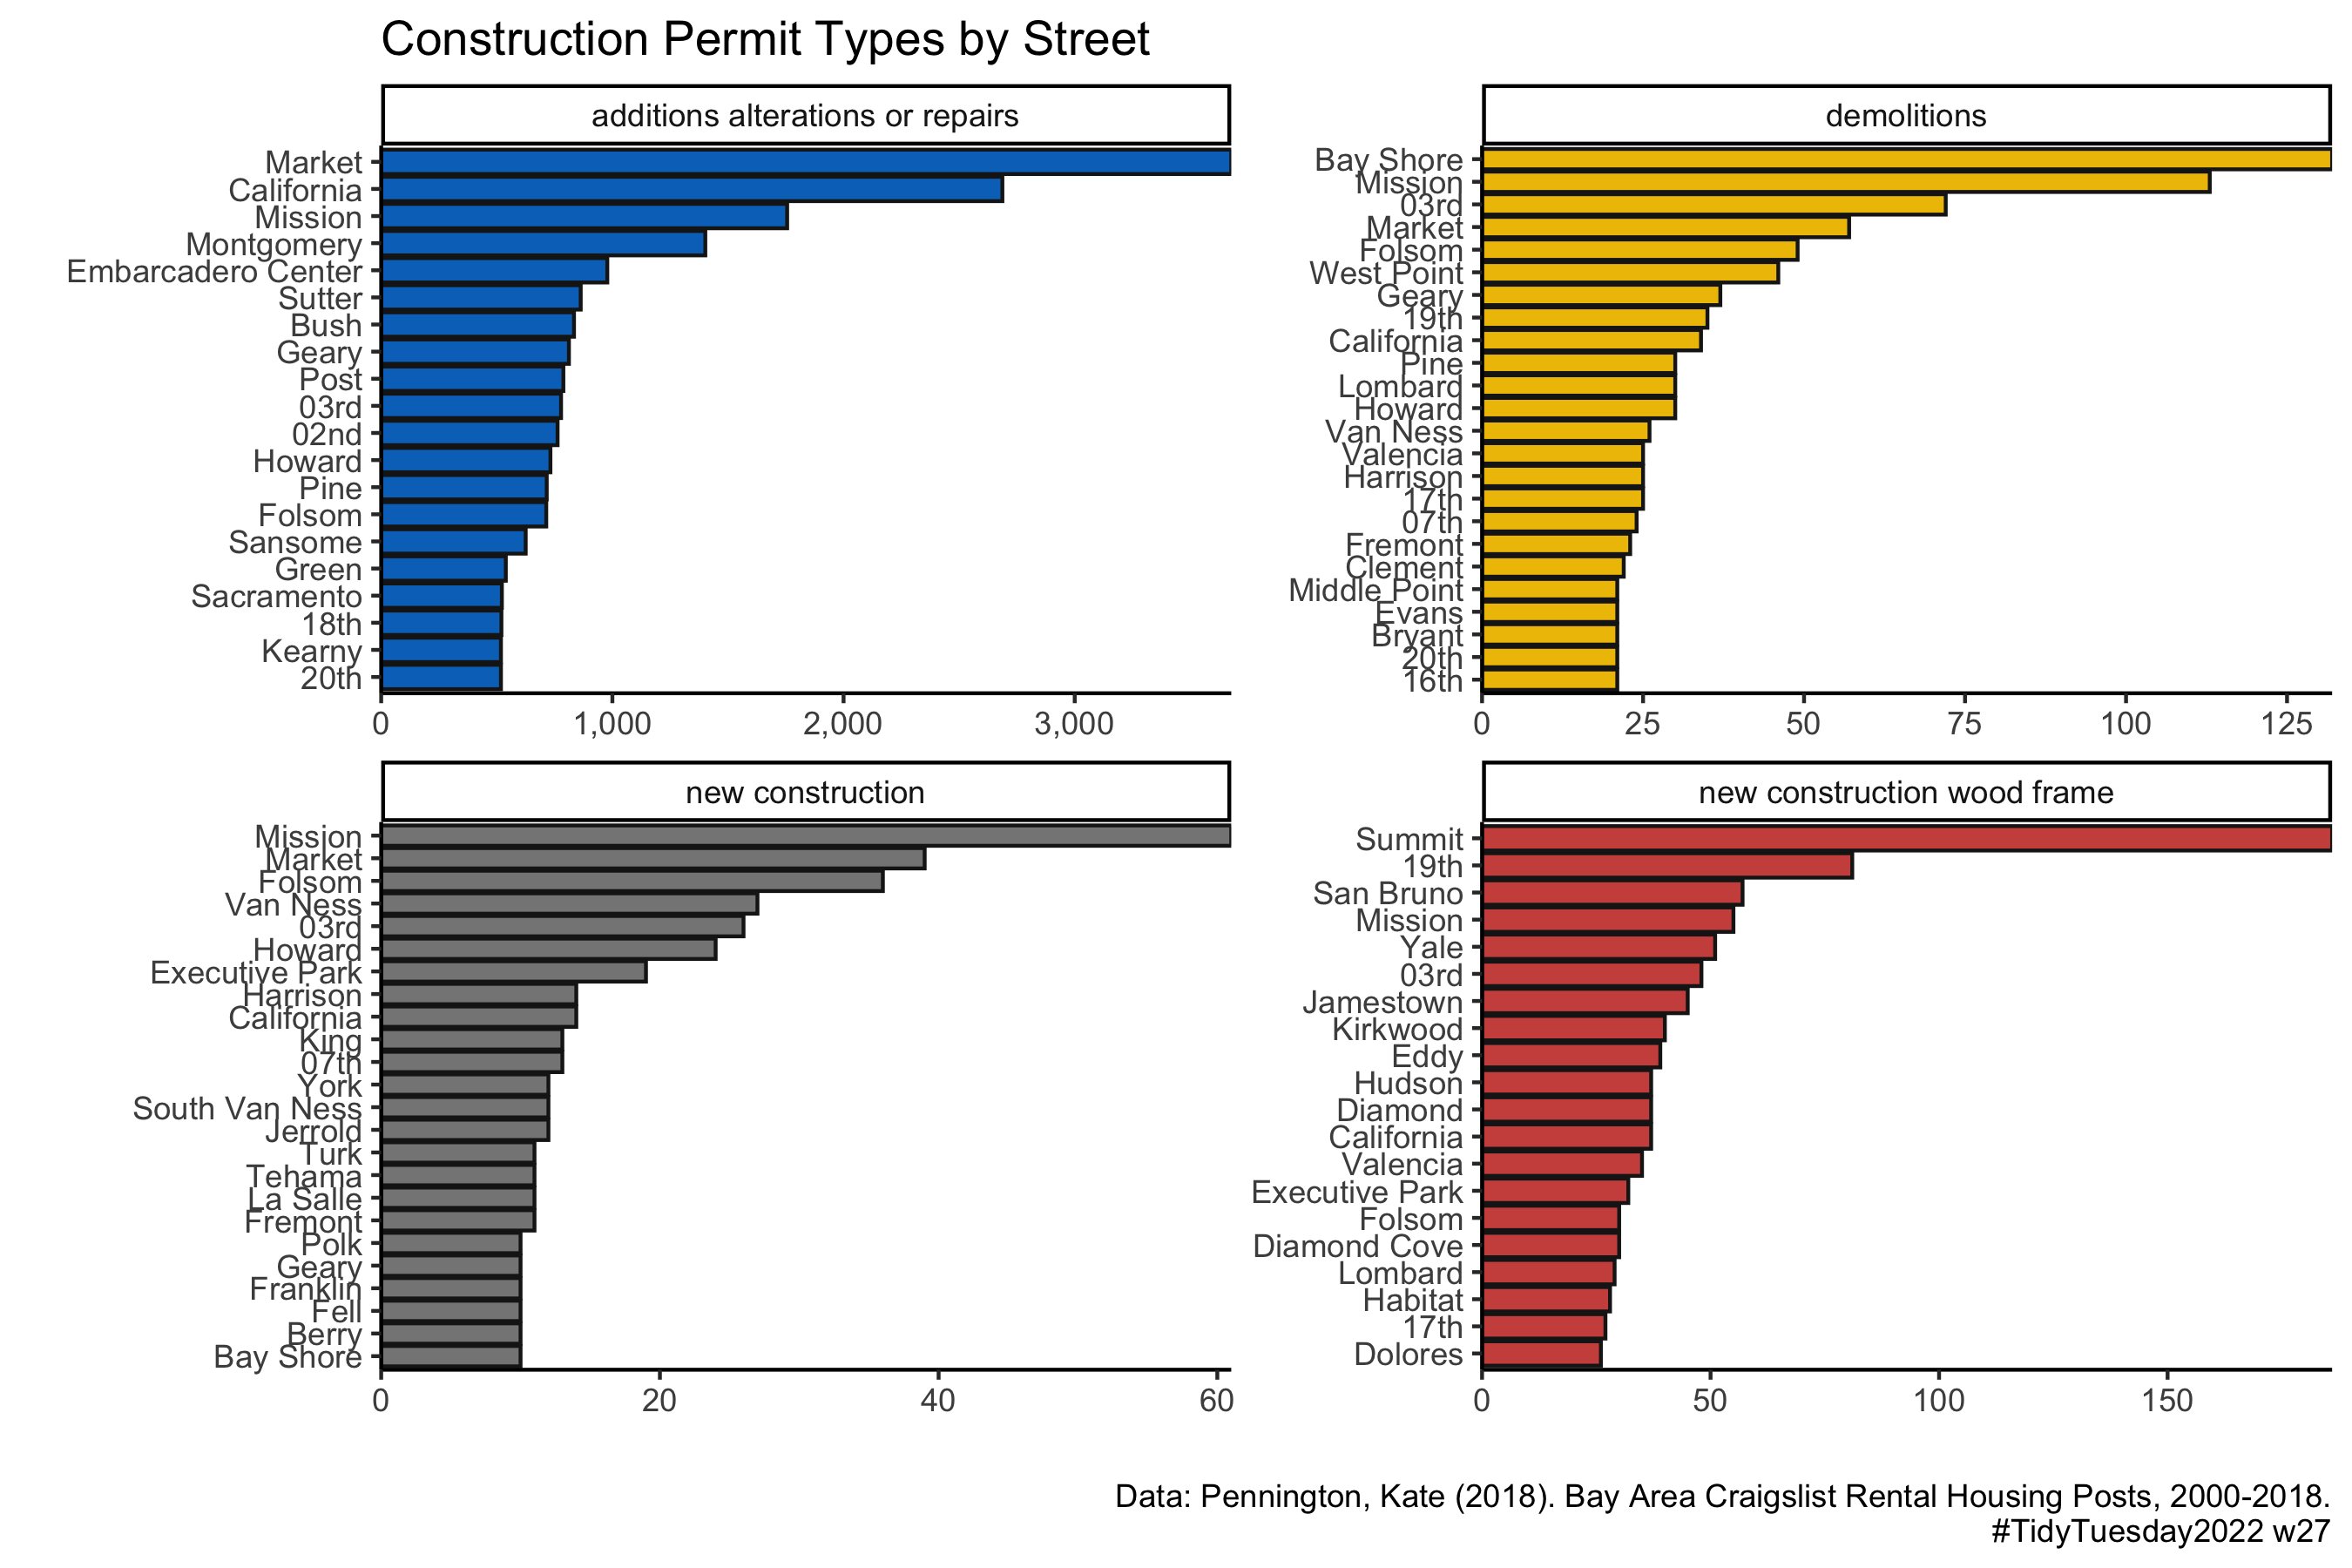 Construction Permit Types by Street
additions alterations or repairs
Market
California
Mission
Montgomery
Embarcadero Center
Sutter
Bush
Geary
Post
03rd
02nd
Howard
Pine
Folsom
Sansome
Green
Sacramento
18th
Kearny
20th
0 1,000 2,000 3,000
demolitions
Bay Shore
Mission
03rd
Market
Folsom
West Point
Geary
19th
California
Pine
Lombard
Howard
Van Ness
Valencia
Harrison
17th
07th
Fremont
Clement
Middle Point
Evans
Bryant
20th
16th
0 25 50 75 100 125
new construction
Mission
Market
Folsom
Van Ness
03rd
Howard
Executive Park
Harrison
California
King
07th
York
South Van Ness
Jerrold
Turk
Tehama
La Salle
Fremont
Polk
Geary
Franklin
Fell
Berry
Bay Shore
0 20 40 60
new construction wood frame
Summit
19th
San Bruno
Mission
Yale
03rd
Jamestown
Kirkwood
Eddy
Hudson
Diamond
California
Valencia
Executive Park
Folsom
Diamond Cove
Lombard
Habitat
17th
Dolores
0 50 100 150
Data: Pennington, Kate (2018). Bay Area Craigslist Rental Housing Posts, 2000-2018.
#TidyTuesday2022 w27